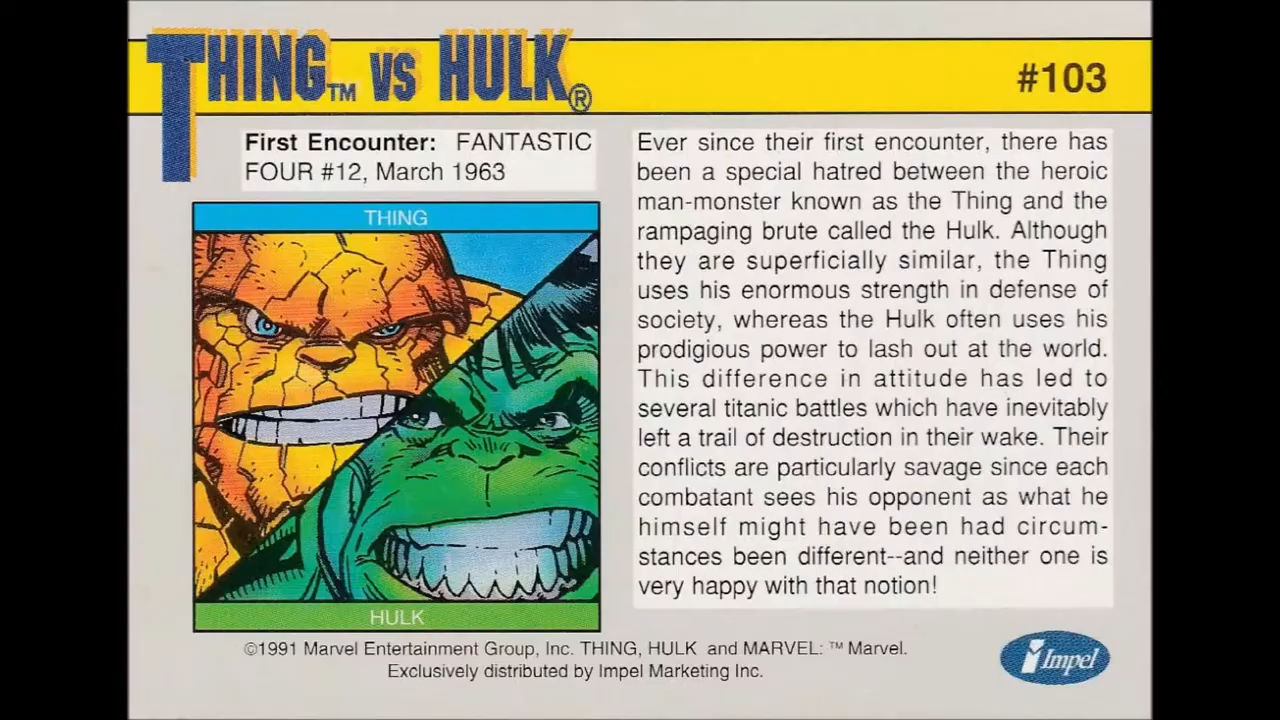 THING™ VS HULK®
#103
First Encounter: FANTASTIC
FOUR #12, March 1963
THING
HULK
Ever since their first encounter, there has
been a special hatred between the heroic
man-monster known as the Thing and the
rampaging brute called the Hulk. Although
they are superficially similar, the Thing
uses his enormous strength in defense of
society, whereas the Hulk often uses his
prodigious power to lash out at the world.
This difference in attitude has led to
several titanic battles which have inevitably
left a trail of destruction in their wake. Their
conflicts are particularly savage since each
combatant sees his opponent as what he
himself might have been had circum-
stances been different--and neither one is
very happy with that notion!
©1991 Marvel Entertainment Group, Inc. THING, HULK and MARVEL: ™ Marvel.
Exclusively distributed by Impel Marketing Inc.
Impel